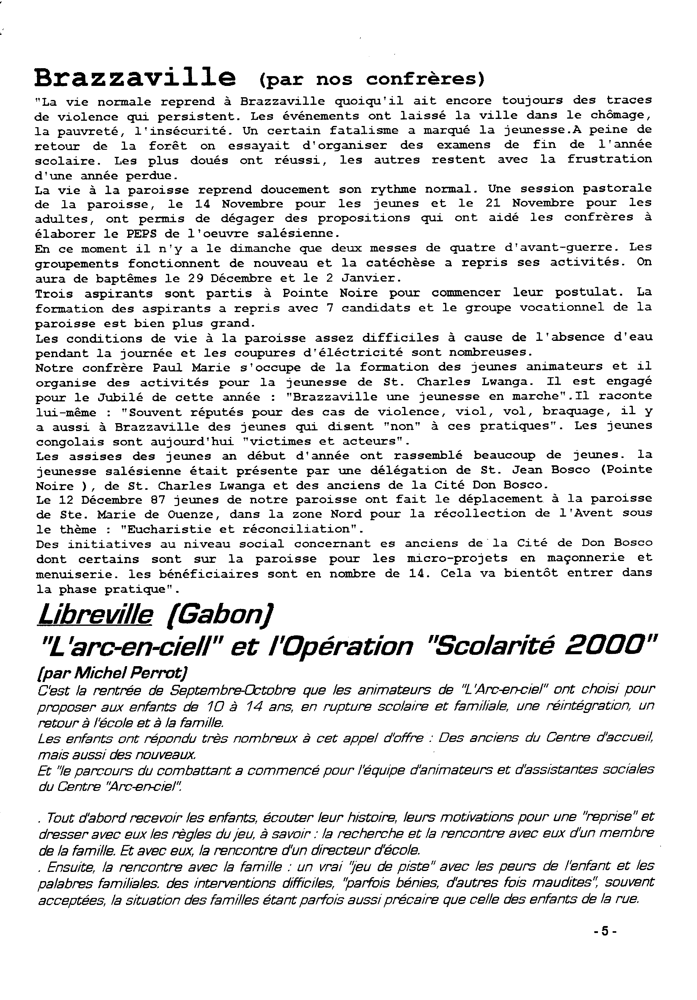 Brazzaville (par nos confrères)
"La vie normale reprend à Brazzaville quoiqu'il ait encore toujours des traces
de violence qui persistent. Les événements ont laissé la ville dans le chômage,
la pauvreté, l'insécurité. Un certain fatalisme a marqué la jeunesse.A peine de
retour de la forêt on essayait d'organiser des examens de fin de l'année
scolaire. Les plus doués ont réussi, les autres restent avec la frustration
d'une année perdue.
La vie à la paroisse reprend doucement son rythme normal. Une session pastorale
de la paroisse, le 14 Novembre pour les jeunes et le 21 Novembre pour les
adultes, ont permis de dégager des propositions qui ont aidé les confrères à
élaborer le PEPS de l'oeuvre salésienne.
En ce moment il n'y a le dimanche que deux messes de quatre d'avant-guerre. Les
groupements fonctionnent de nouveau et la catéchèse a repris ses activités. On
aura de baptêmes le 29 Décembre et le 2 Janvier.
Trois aspirants sont partis à Pointe Noire pour commencer leur postulat. La
formation des aspirants a repris avec 7 candidats et le groupe vocationnel de la
paroisse est bien plus grand.
Les conditions de vie à la paroisse assez difficiles à cause de l'absence d'eau
pendant la journée et les coupures d'éléctricité sont nombreuses.
Notre confrère Paul Marie s'occupe de la formation des jeunes animateurs et il
organise des activités pour la jeunesse de St. Charles Lwanga. Il est engagé
pour le Jubilé de cette année : "Brazzaville une jeunesse en marche".Il raconte
lui-même : "Souvent réputés pour des cas de violence, viol, vol, braquage, il y
a aussi à Brazzaville des jeunes qui disent "non" à ces pratiques". Les jeunes
congolais sont aujourd'hui "victimes et acteurs".
Les assises des jeunes an début d'année ont rassemblé beaucoup de jeunes. la
jeunesse salésienne était présente par une délégation de St. Jean Bosco (Pointe
Noire ), de St. Charles Lwanga et des anciens de la Cité Don Bosco.
Le 12 Décembre 87 jeunes de notre paroisse ont fait le déplacement à la paroisse
de Ste. Marie de Ouenze, dans la zone Nord pour la récollection de l'Avent sous
le thème : "Eucharistie et réconciliation".
Des initiatives au niveau social concernant es anciens de la Cité de Don Bosco
dont certains sont sur la paroisse pour les micro-projets en maçonnerie et
menuiserie. les bénéficiaires sont en nombre de 14. Cela va bientôt entrer dans
la phase pratique".
Libreville (Gabon)
"L'arc-en-ciell" et l'Opération "Scolarité 2000"
(par Michel Perrot)
C'est la rentrée de Septembre-Octobre que les animateurs de "L'Arc-en-ciel" ont choisi pour
proposer aux enfants de 10 à 14 ans, en rupture scolaire et familiale, une réintégration, un
retour à l'école et à la famille.
Les enfants ont répondu très nombreux à cet appel d'offre : Des anciens du Centre d'accueil,
mais aussi des nouveaux.
Et "le parcours du combattant a commencé pour l'équipe d'animateurs et d'assistantes sociales
du Centre "Arc-en-ciel".
. Tout d'abord recevoir les enfants, écouter leur histoire, leurs motivations pour une "reprise" et
dresser avec eux les règles du jeu, à savoir : la recherche et la rencontre avec eux d'un membre
de la famille. Et avec eux, la rencontre d'un directeur d'école.
. Ensuite, la rencontre avec la famille : un vrai "jeu de piste" avec les peurs de l'enfant et les
palabres familiales. des interventions difficiles, "parfois bénies, d'autres fois maudites", souvent
acceptées, la situation des familles étant parfois aussi précaire que celle des enfants de la rue.
- 5 -